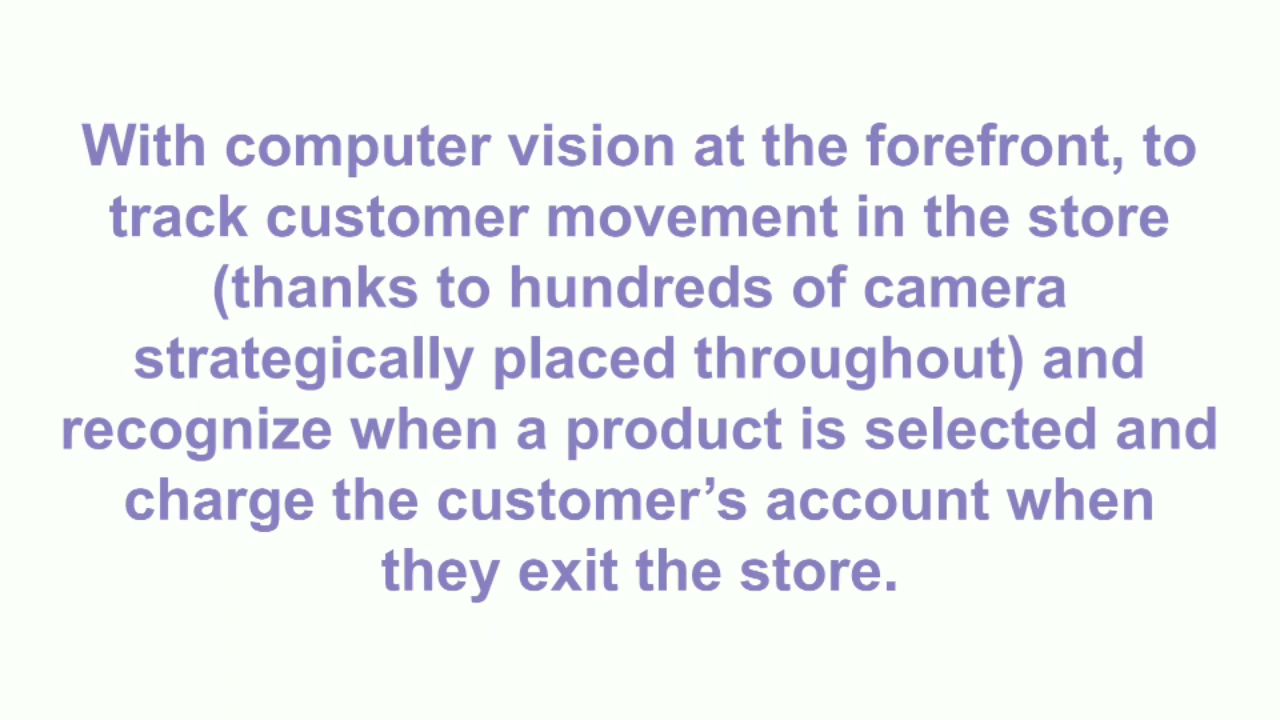 With computer vision at the forefront, to
track customer movement in the store
(thanks to hundreds of camera
strategically placed throughout) and
recognize when a product is selected and
charge the customer’s account when
they exit the store.